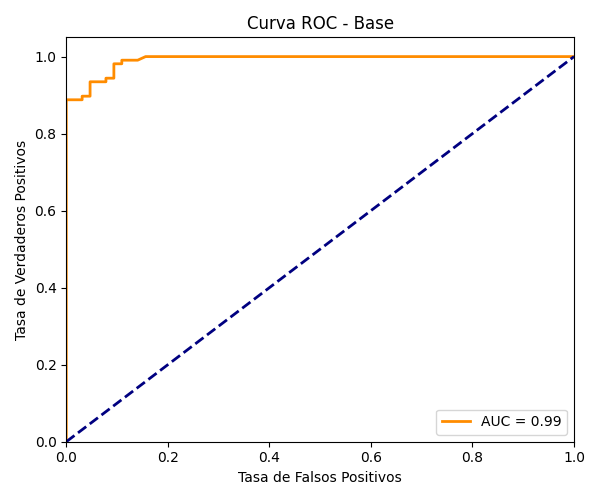 Curva ROC - Base
Tasa de Verdaderos Positivos
1.0
0.8
0.6
0.4
0.2
0.0
0.0 0.2 0.4 0.6 0.8 1.0
Tasa de Falsos Positivos
AUC = 0.99